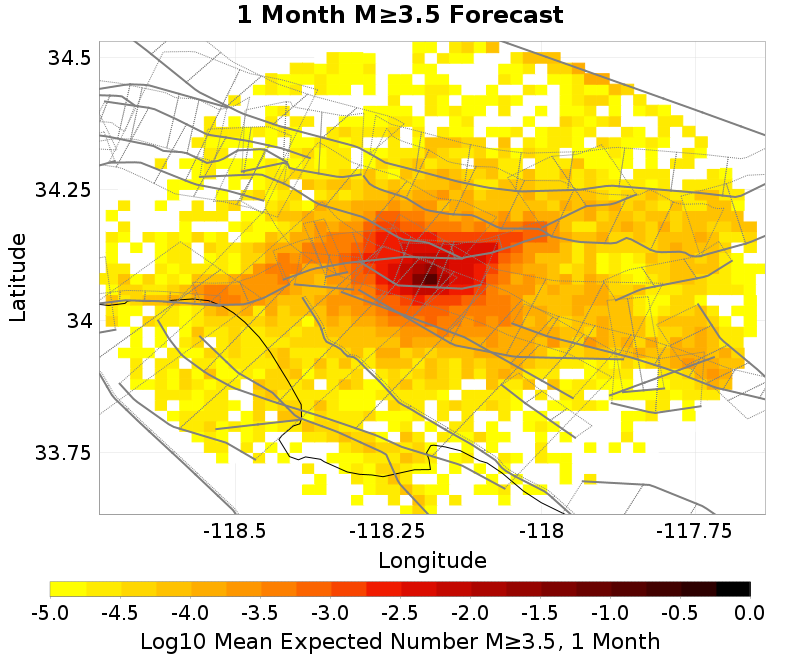 1 Month M≥3.5 Forecast
34.5
34.25
34
33.75
Latitude
-118.5 -118.25 -118 -117.75
Longitude
-5.0 -4.5 -4.0 -3.5 -3.0 -2.5 -2.0 -1.5 -1.0 -0.5 0.0
Log10 Mean Expected Number M≥3.5, 1 Month